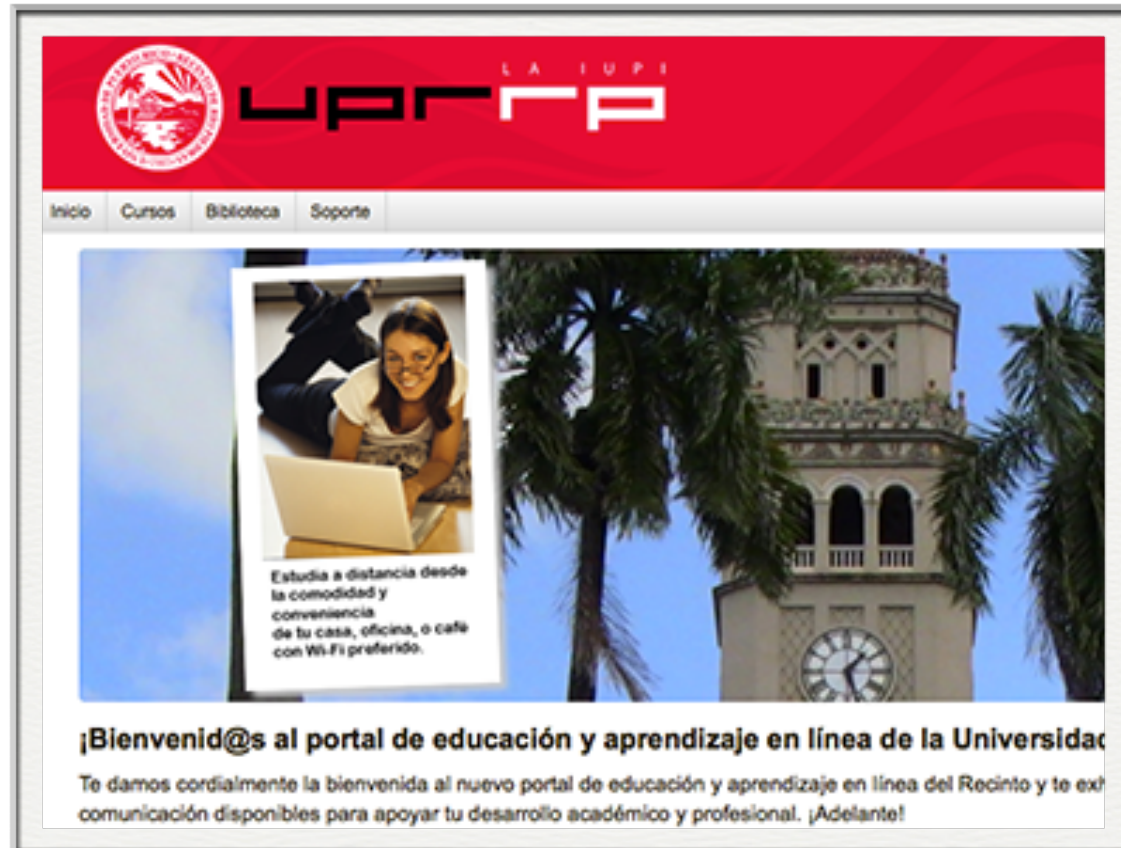 LA IUPI
uprrp
Inicio Cursos Biblioteca Soporte
Estudia a distancia desde
la comodidad y
conveniencia
de tu casa, oficina, o café
con Wi-Fi preferido.
¡Bienvenid@s al portal de educación y aprendizaje en línea de la Universidad
Te damos cordialmente la bienvenida al nuevo portal de educación y aprendizaje en línea del Recinto y te exh
comunicación disponibles para apoyar tu desarrollo académico y profesional. ¡Adelante!